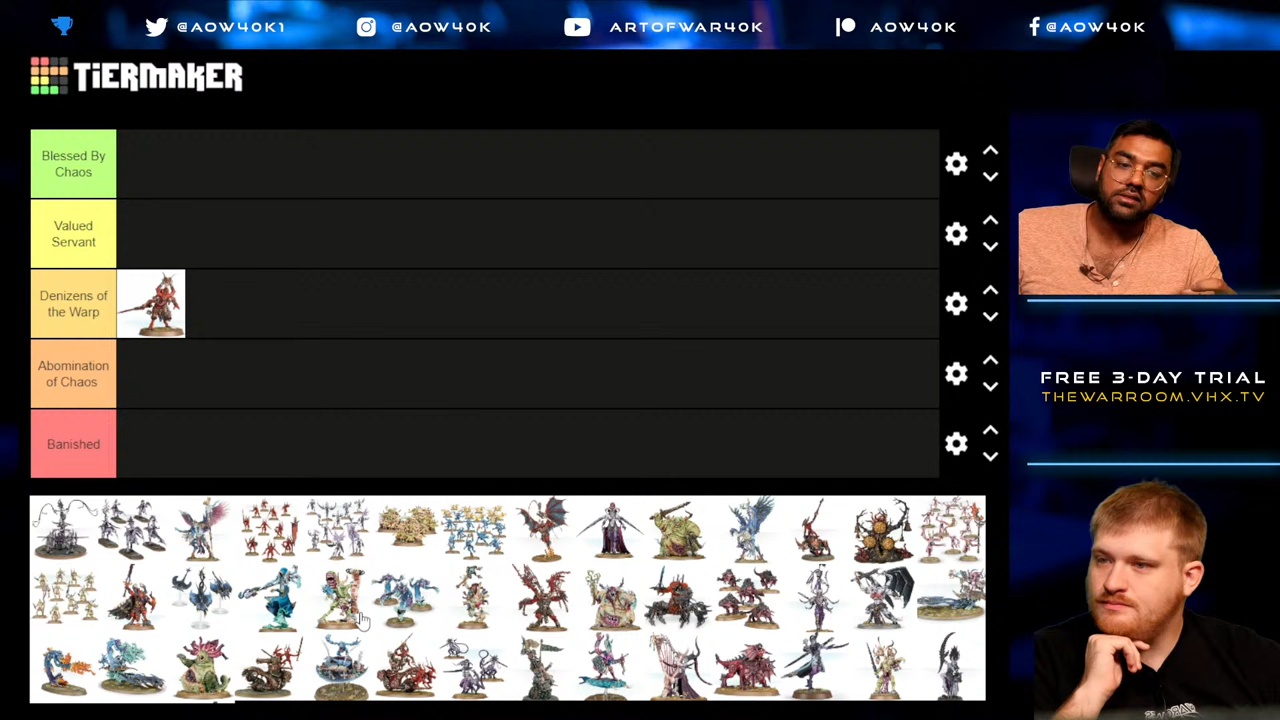 @AOW40K1
@AOW40K
ARTOFWAR40K
AOW40K
@AOW40K
TiERMAKER
Blessed By
Chaos
Valued
Servant
Denizens of
the Warp
Abomination
of Chaos
Banished
FREE 3-DAY TRIAL
THEWARROOM.VHX.TV